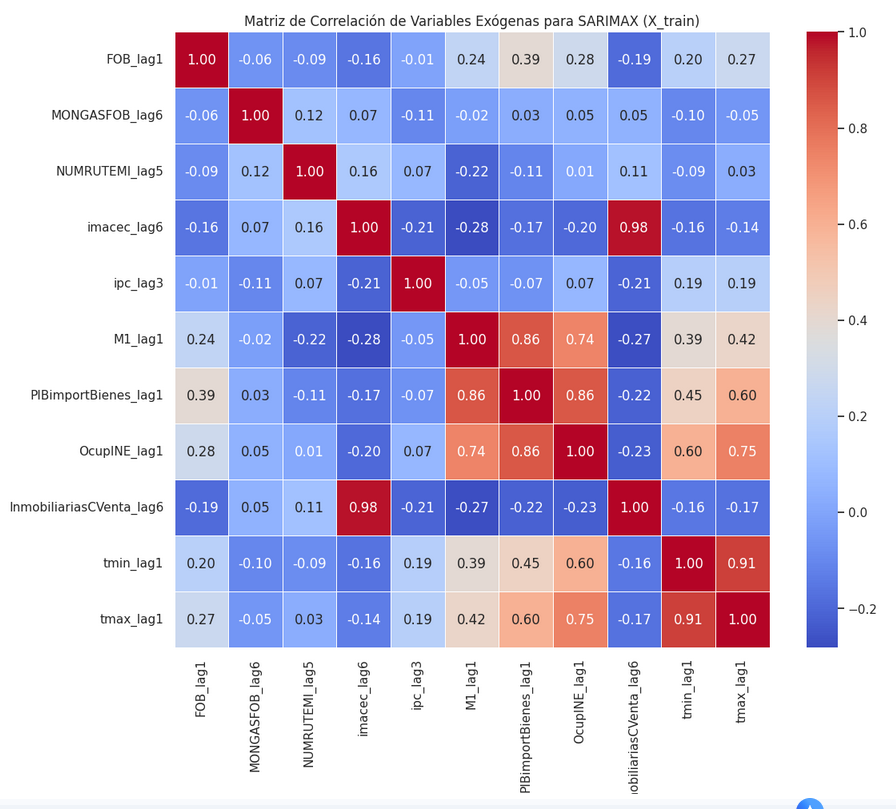 Matriz de Correlación de Variables Exógenas para SARIMAX (X_train)
FOB_lag1 1.00 -0.06 -0.09 -0.16 -0.01 0.24 0.39 0.28 -0.19 0.20 0.27
MONGASFOB_lag6 -0.06 1.00 0.12 0.07 -0.11 -0.02 0.03 0.05 0.05 -0.10 -0.05
NUMRUTEMI_lag5 -0.09 0.12 1.00 0.16 0.07 -0.22 -0.11 0.01 0.11 -0.09 0.03
imacec_lag6 -0.16 0.07 0.16 1.00 -0.21 -0.28 -0.17 -0.20 0.98 -0.16 -0.14
ipc_lag3 -0.01 -0.11 0.07 -0.21 1.00 -0.05 -0.07 0.07 -0.21 0.19 0.19
M1_lag1 0.24 -0.02 -0.22 -0.28 -0.05 1.00 0.86 0.74 -0.27 0.39 0.42
PIBimportBienes_lag1 0.39 0.03 -0.11 -0.17 -0.07 0.86 1.00 0.86 -0.22 0.45 0.60
OcupINE_lag1 0.28 0.05 0.01 -0.20 0.07 0.74 0.86 1.00 -0.23 0.60 0.75
InmobiliariasCVenta_lag6 -0.19 0.05 0.11 0.98 -0.21 -0.27 -0.22 -0.23 1.00 -0.16 -0.17
tmin_lag1 0.20 -0.10 -0.09 -0.16 0.19 0.39 0.45 0.60 -0.16 1.00 0.91
tmax_lag1 0.27 -0.05 0.03 -0.14 0.19 0.42 0.60 0.75 -0.17 0.91 1.00
FOB_lag1
MONGASFOB_lag6
NUMRUTEMI_lag5
imacec_lag6
ipc_lag3
M1_lag1
PIBimportBienes_lag1
OcupINE_lag1
obiliariasCVenta_lag6
tmin_lag1
tmax_lag1
1.0
0.8
0.6
0.4
0.2
0.0
−0.2